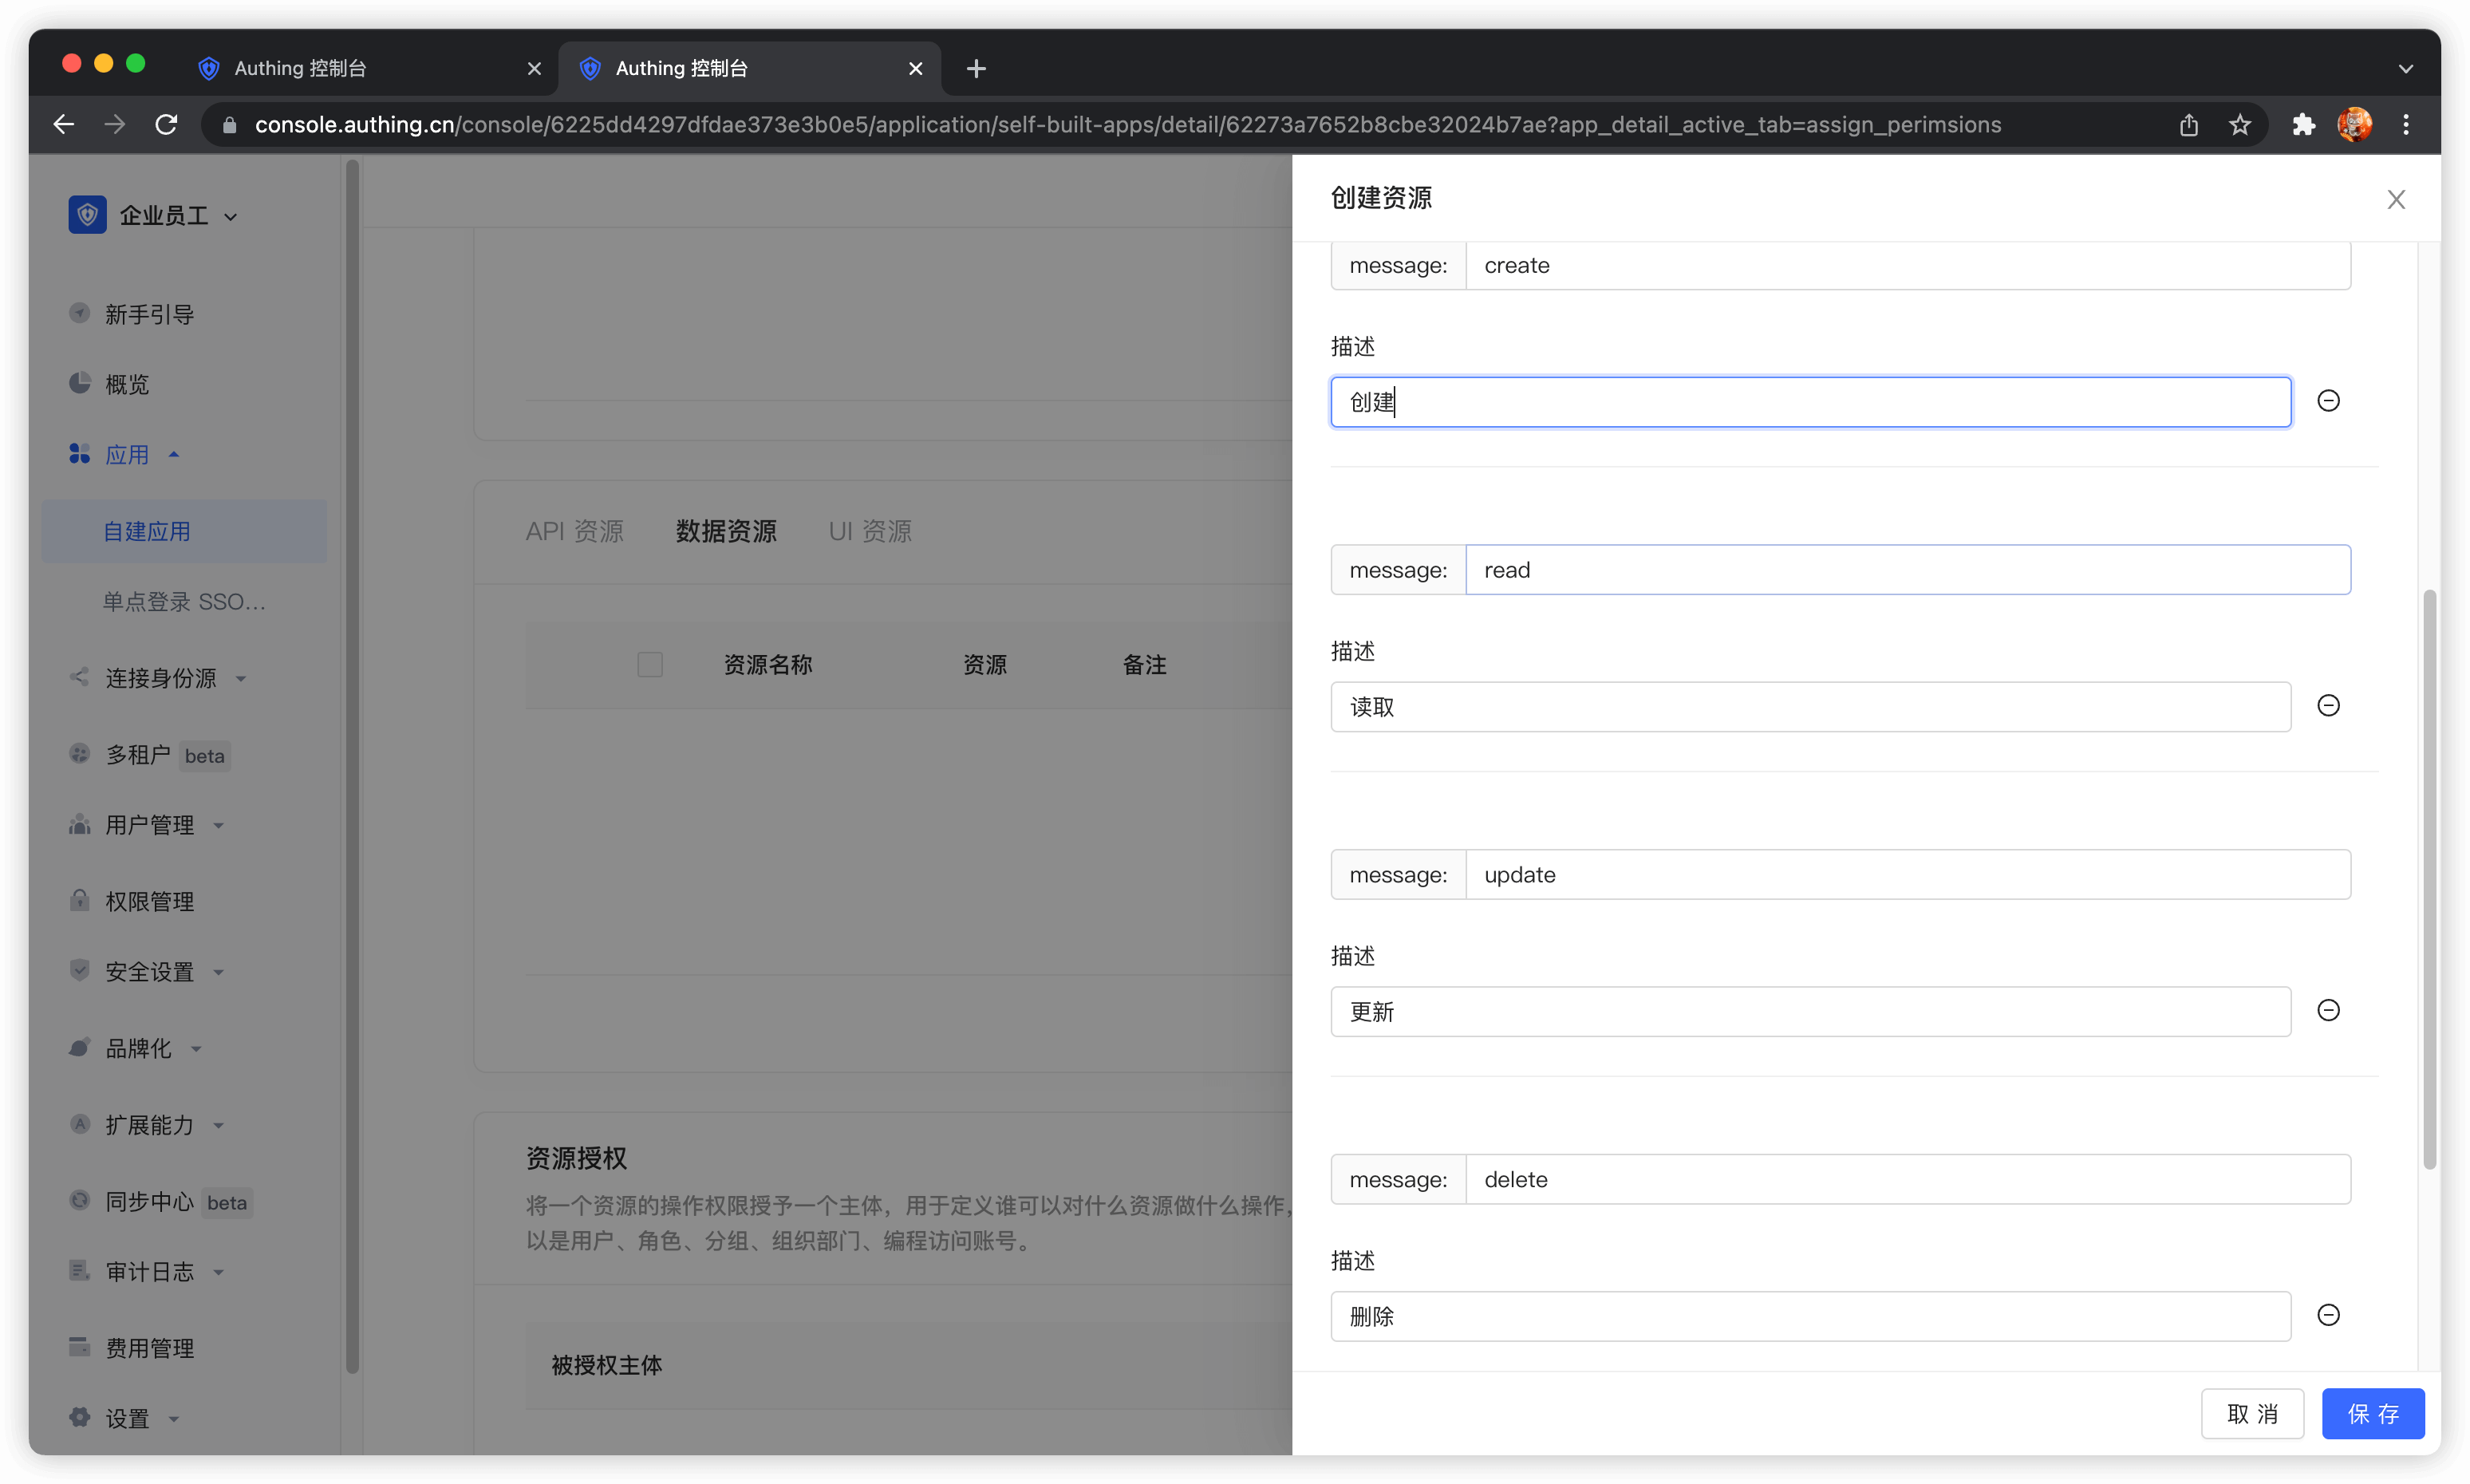 Authing 控制台
Authing 控制台
console.authing.cn/console/6225dd4297dfdae373e3b0e5/application/self-built-apps/detail/62273a7652b8cbe32024b7ae?app_detail_active_tab=assign_perimsions
企业员工
新手引导
概览
应用
自建应用
单点登录 SSO...
连接身份源
多租户 beta
用户管理
权限管理
安全设置
品牌化
扩展能力
同步中心 beta
审计日志
费用管理
设置
API 资源 数据资源 UI 资源
资源名称 资源 备注
资源授权
将一个资源的操作权限授予一个主体，用于定义谁可以对什么资源做什么操作，
以是用户、角色、分组、组织部门、编程访问账号。
被授权主体
创建资源
message: create
描述
创建
message: read
描述
读取
message: update
描述
更新
message: delete
描述
删除
取 消 保 存